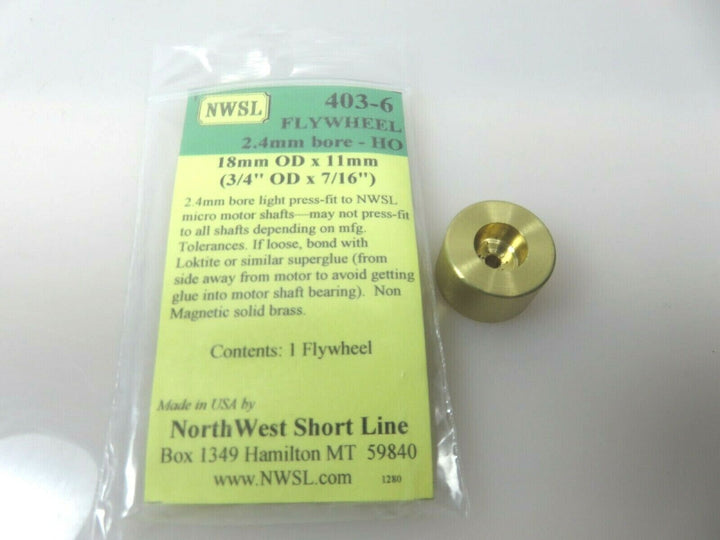 NWSL
403-6
FLYWHEEL
2.4mm bore - HO
18mm OD x 11mm
(3/4" OD x 7/16")
2.4mm bore light press-fit to NWSL
micro motor shafts—may not press-fit
to all shafts depending on mfg.
Tolerances. If loose, bond with
Loktite or similar superglue (from
side away from motor to avoid getting
glue into motor shaft bearing). Non
Magnetic solid brass.
Contents: 1 Flywheel
Made in USA by
NorthWest Short Line
Box 1349 Hamilton MT 59840
www.NWSL.com 1280